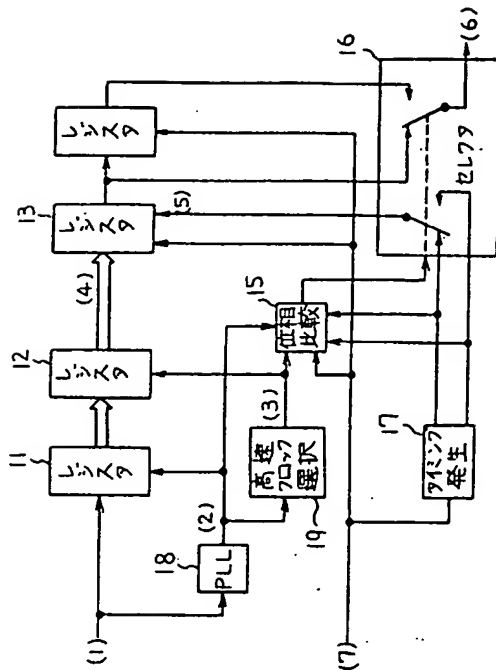 (1)
11
レジスタ
12
レジスタ
(4)
13
レジスタ
レジスタ
(5)
18
PLL
(2)
高速
クロック
選択
19
(3)
15
位相
比較
16
セレクタ
(6)
(7)
17
タイミング
発生